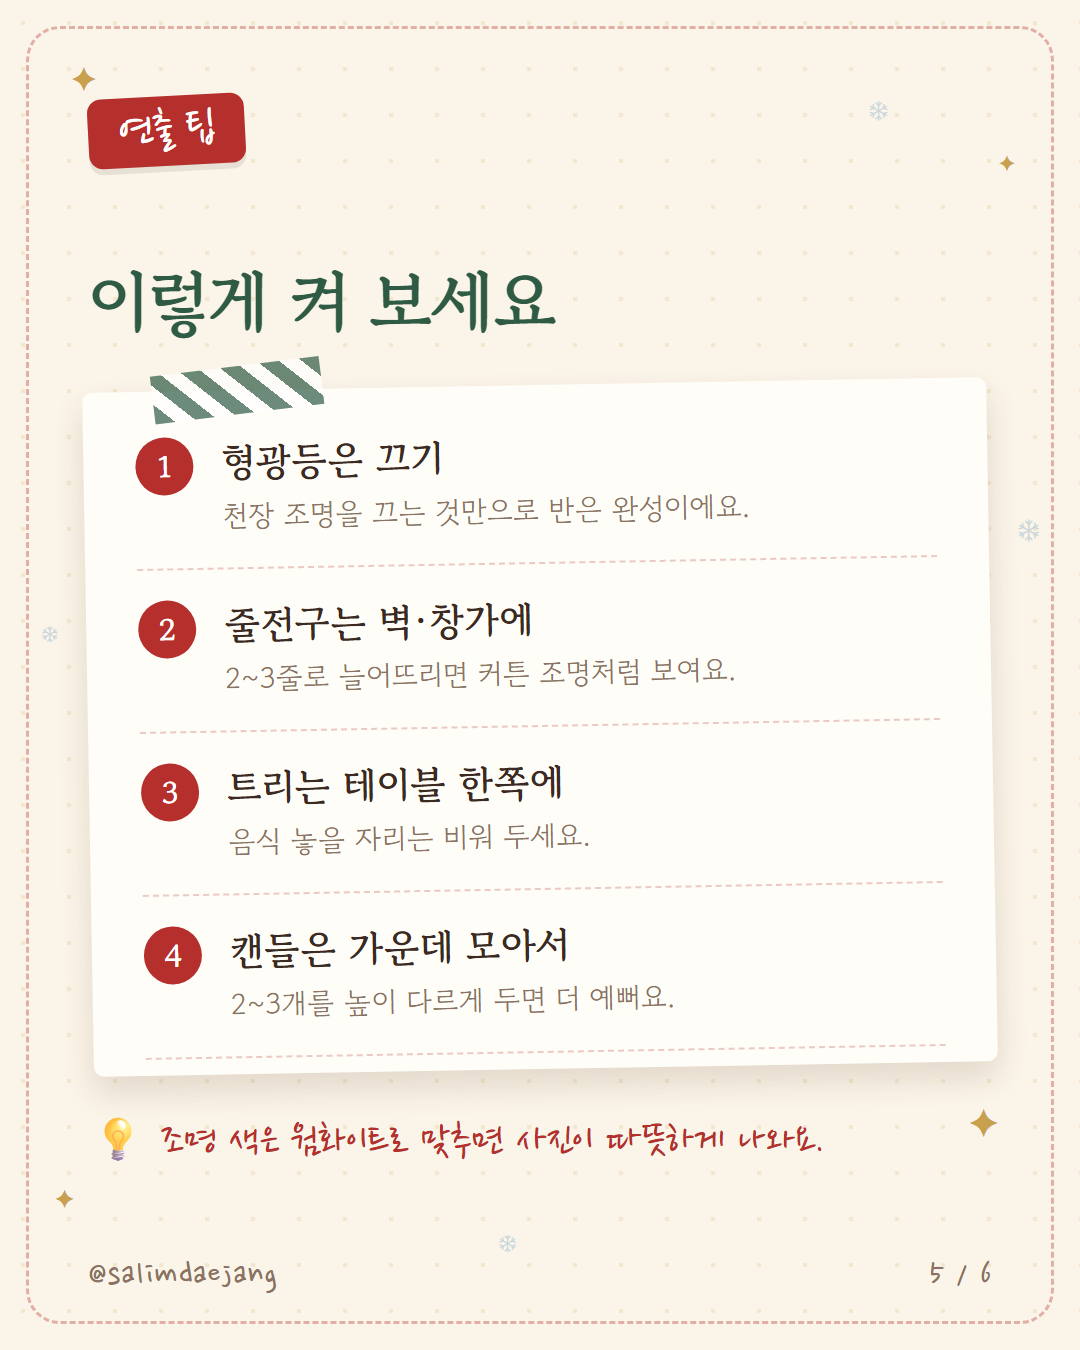 연출 팁
이렇게 켜 보세요
1 형광등은 끄기
천장 조명을 끄는 것만으로 반은 완성이에요.
2 줄전구는 벽·창가에
2~3줄로 늘어뜨리면 커튼 조명처럼 보여요.
3 트리는 테이블 한쪽에
음식 놓을 자리는 비워 두세요.
4 캔들은 가운데 모아서
2~3개를 높이 다르게 두면 더 예뻐요.
💡 조명 색은 웜화이트로 맞추면 사진이 따뜻하게 나와요.
@salimdaejang
5 / 6